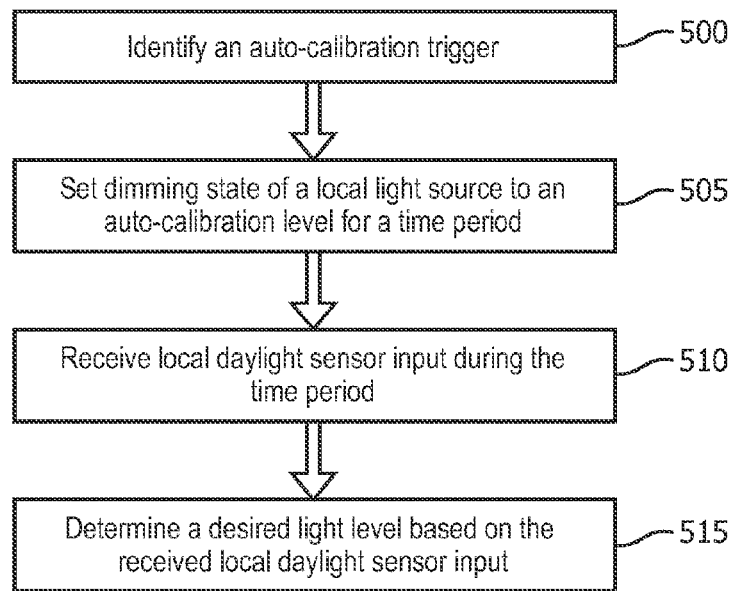 Identify an auto-calibration trigger
500
Set dimming state of a local light source to an
auto-calibration level for a time period
505
Receive local daylight sensor input during the
time period
510
Determine a desired light level based on the
received local daylight sensor input
515